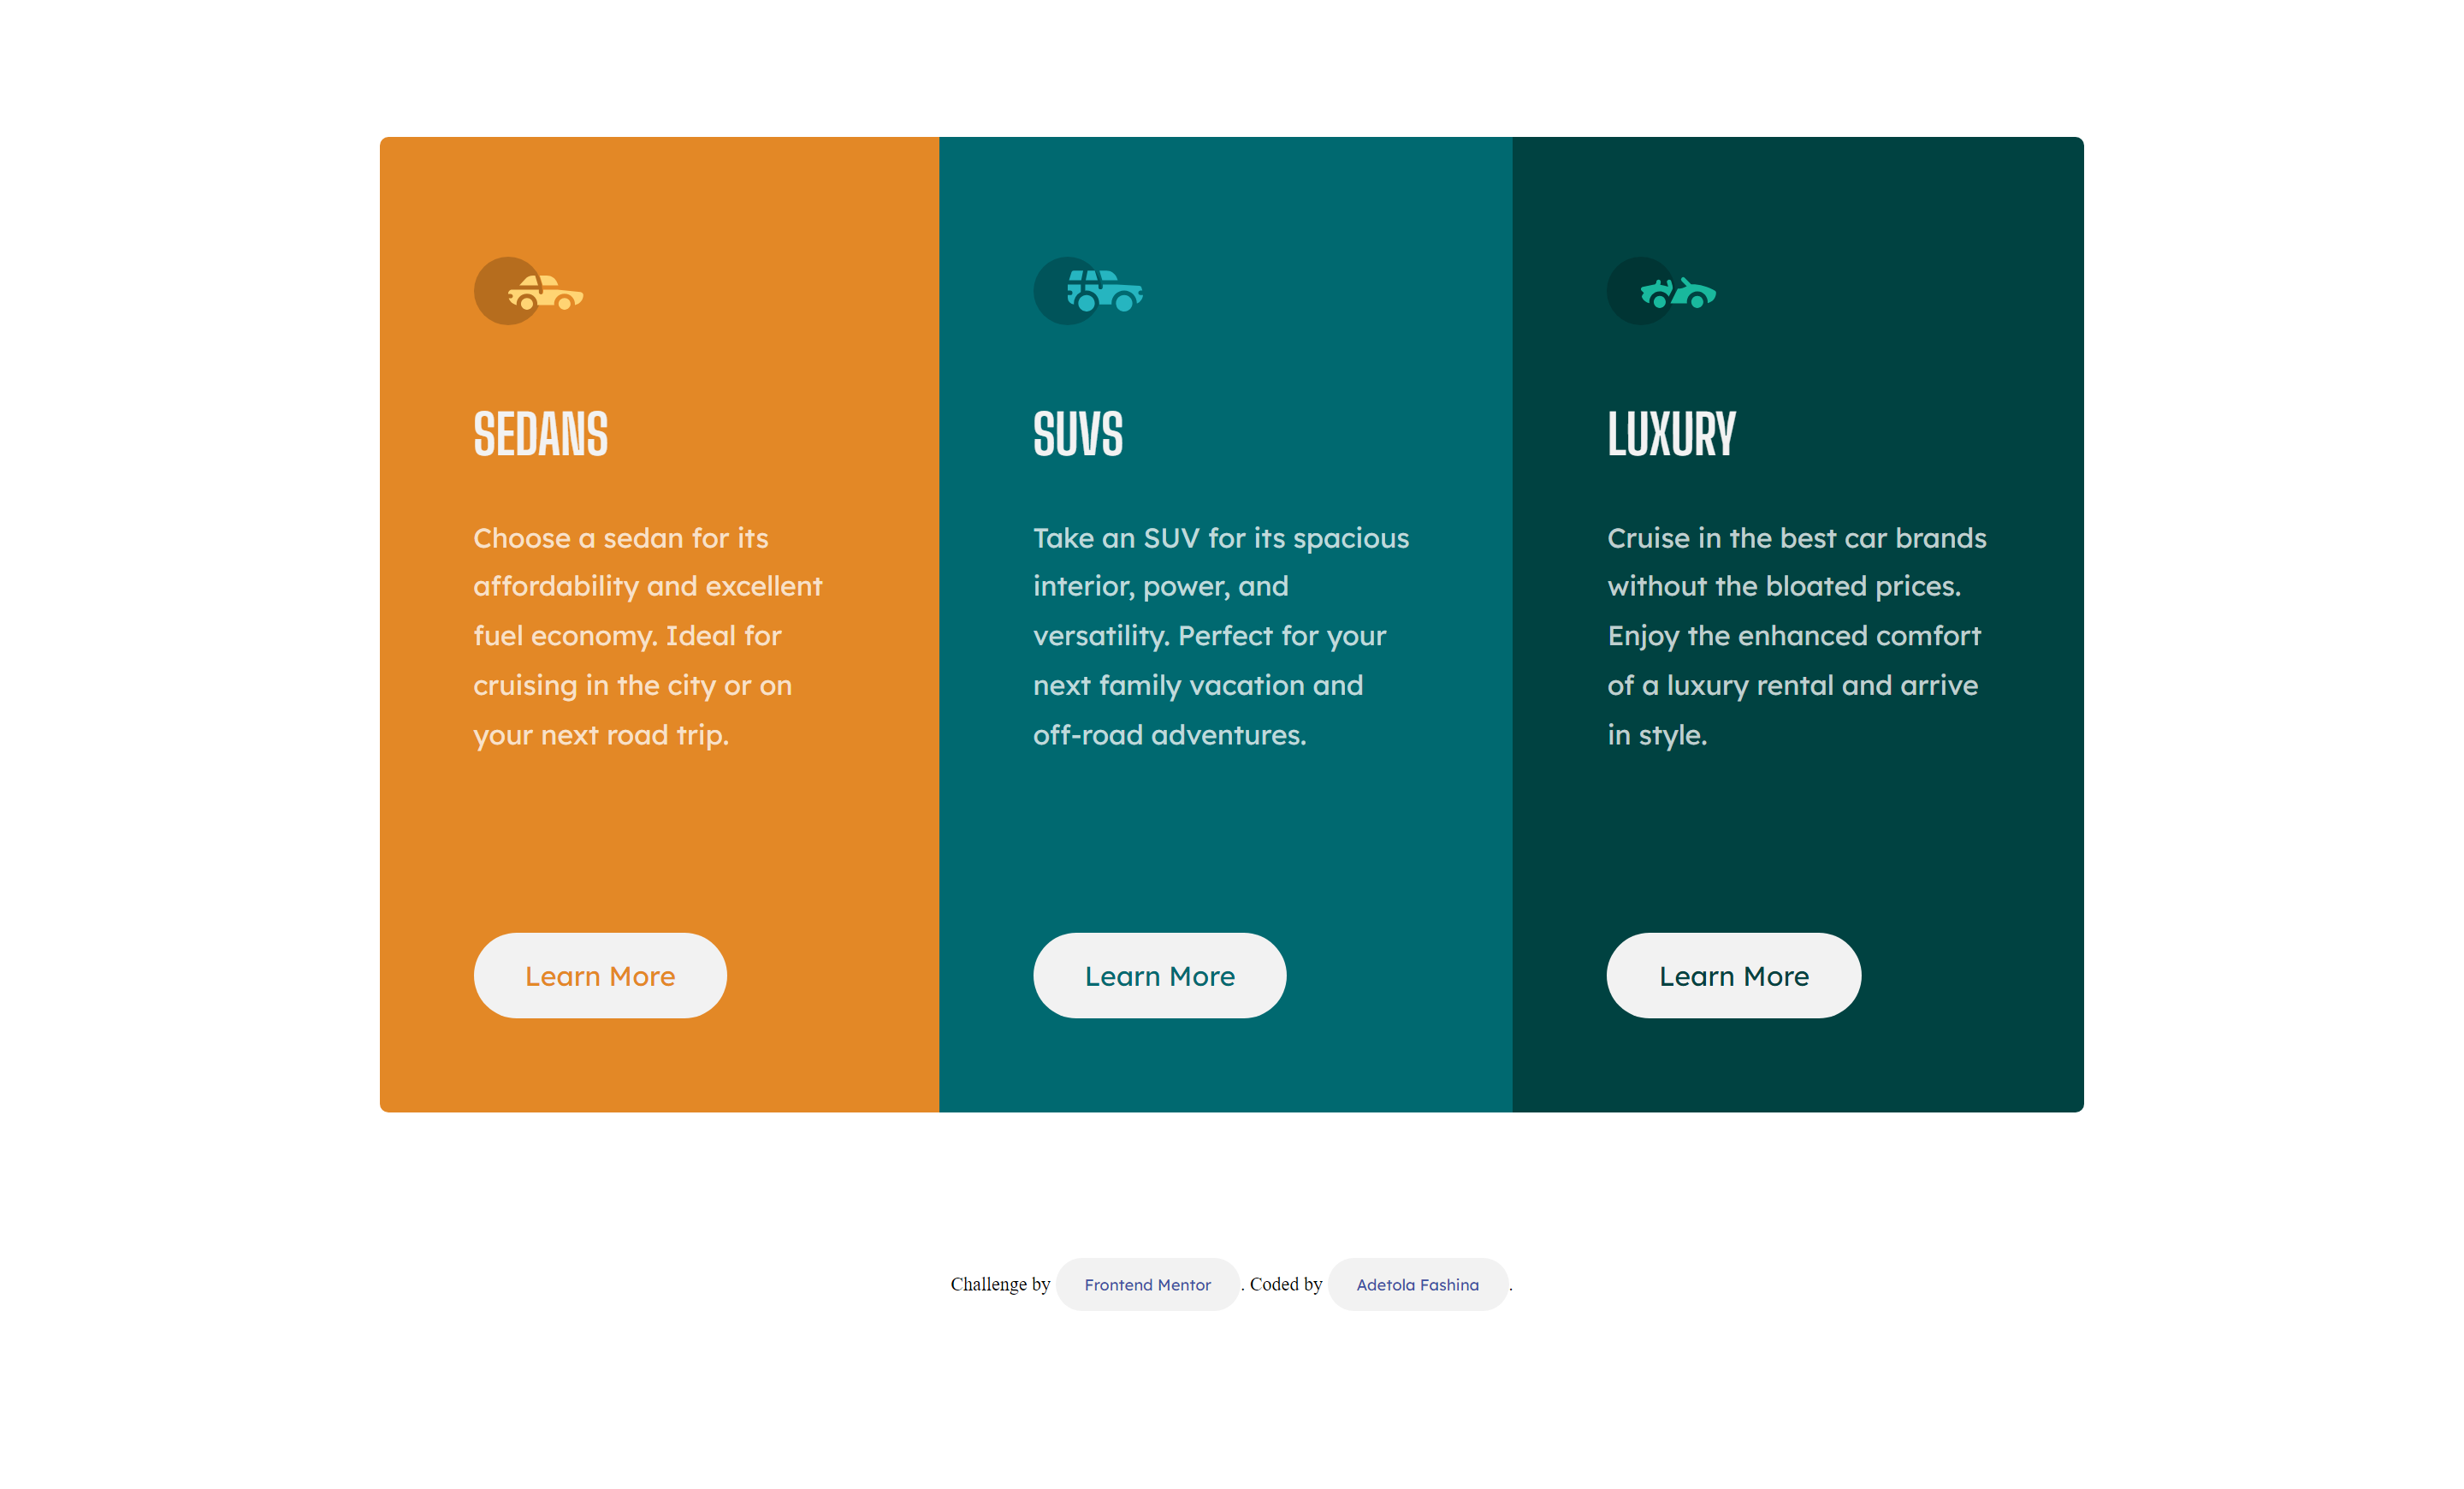 SEDANS
Choose a sedan for its
affordability and excellent
fuel economy. Ideal for
cruising in the city or on
your next road trip.
Learn More
SUVS
Take an SUV for its spacious
interior, power, and
versatility. Perfect for your
next family vacation and
off-road adventures.
Learn More
LUXURY
Cruise in the best car brands
without the bloated prices.
Enjoy the enhanced comfort
of a luxury rental and arrive
in style.
Learn More
Challenge by Frontend Mentor. Coded by Adetola Fashina.